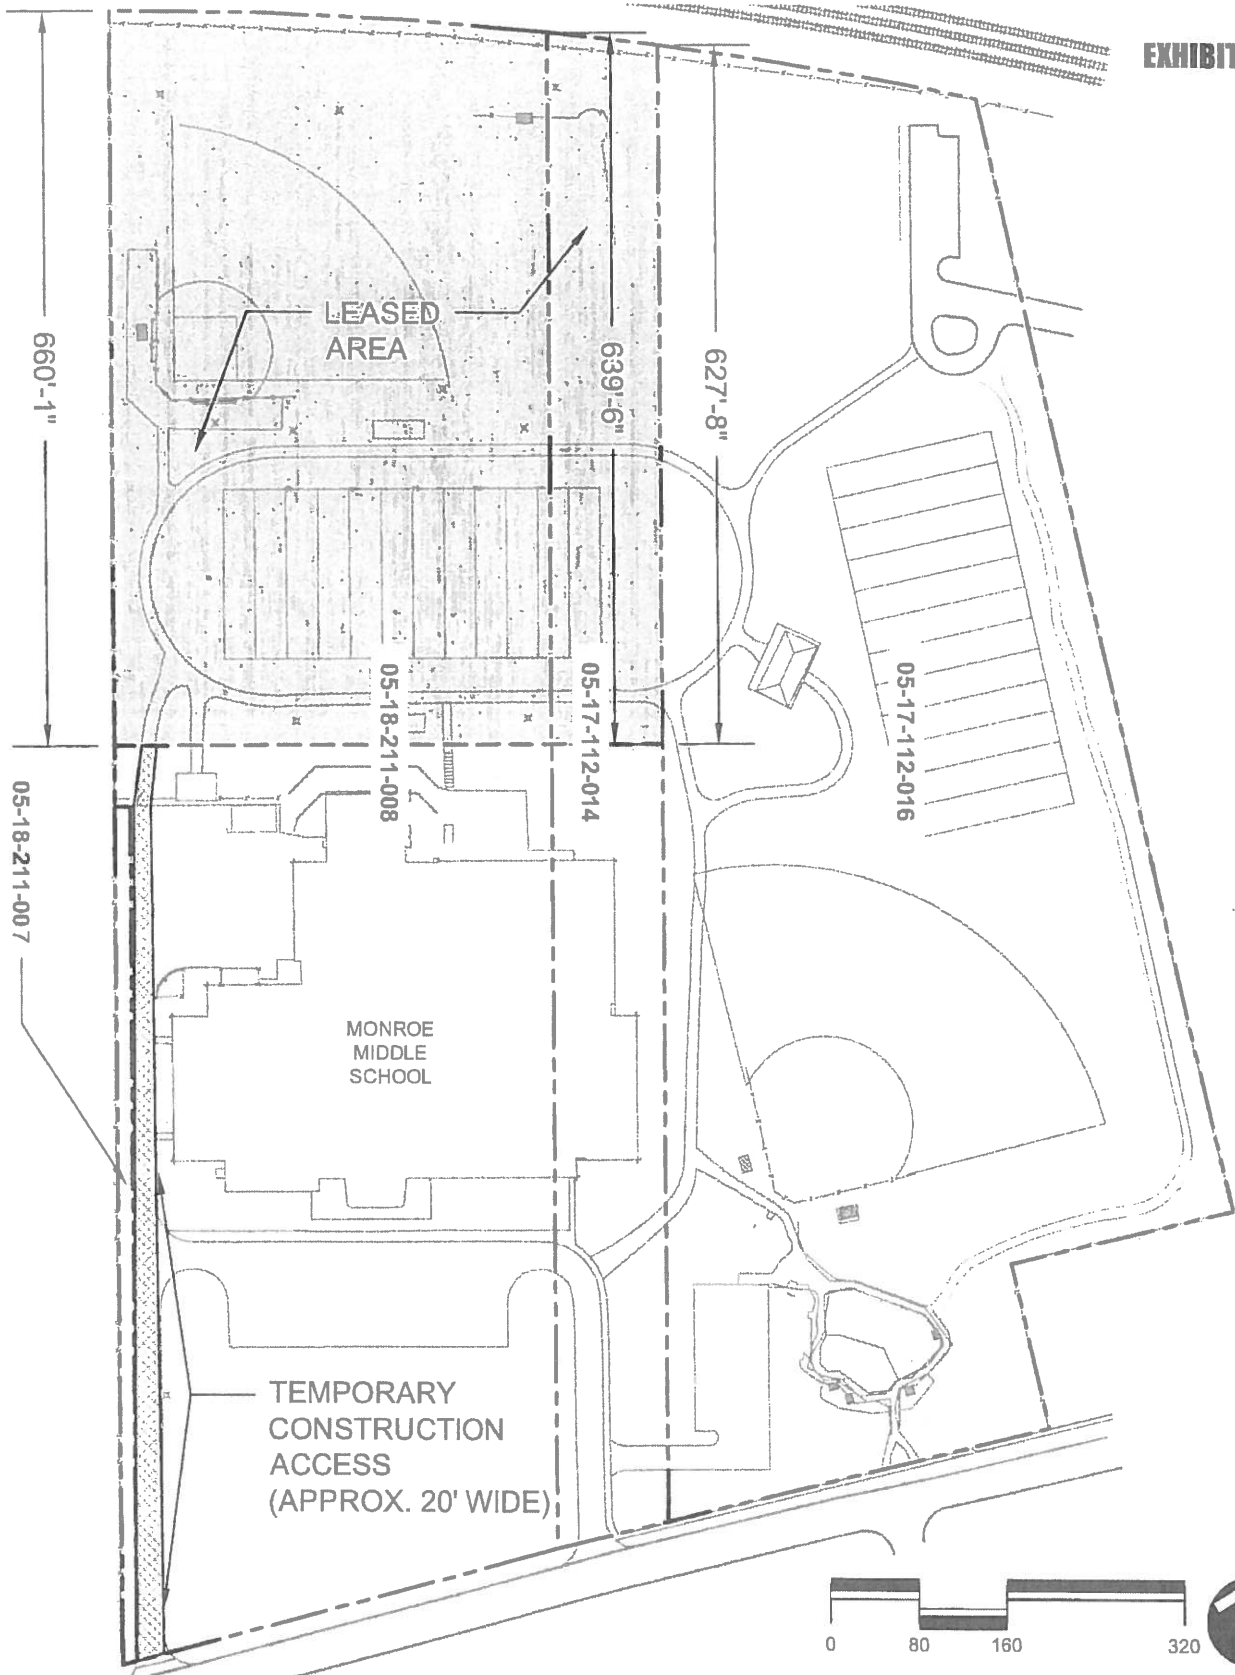 EXHIBIT
LEASED
AREA
660'-1"
639'-6"
627'-8"
05-18-211-008
05-17-112-014
05-17-112-016
05-18-211-007
MONROE
MIDDLE
SCHOOL
TEMPORARY
CONSTRUCTION
ACCESS
(APPROX. 20' WIDE)
0 80 160 320